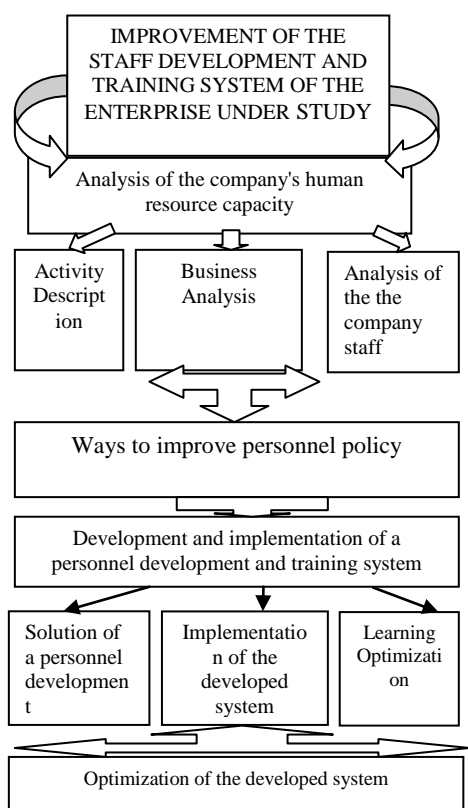 IMPROVEMENT OF THE
STAFF DEVELOPMENT AND
TRAINING SYSTEM OF THE
ENTERPRISE UNDER STUDY
Analysis of the company's human
resource capacity
Activity
Descript
ion
Business
Analysis
Analysis of
the the
company
staff
Ways to improve personnel policy
Development and implementation of a
personnel development and training system
Solution of
a personnel
developmen
t
Implementatio
n of the
developed
system
Learning
Optimizati
on
Optimization of the developed system